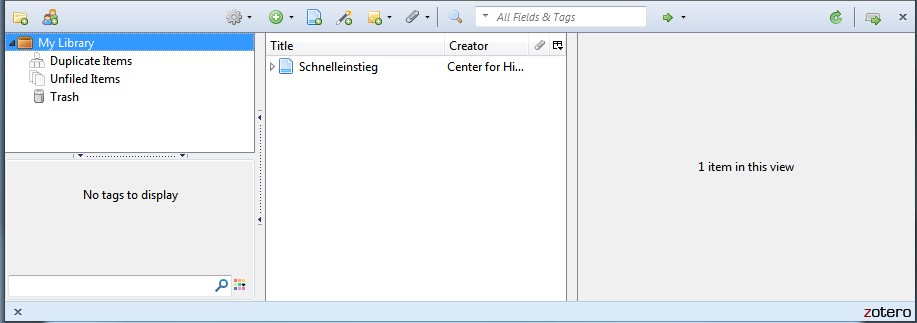 All Fields & Tags
My Library
Duplicate Items
Unfiled Items
Trash
No tags to display
Title Creator
Schnelleinstieg Center for Hi...
1 item in this view
zotero